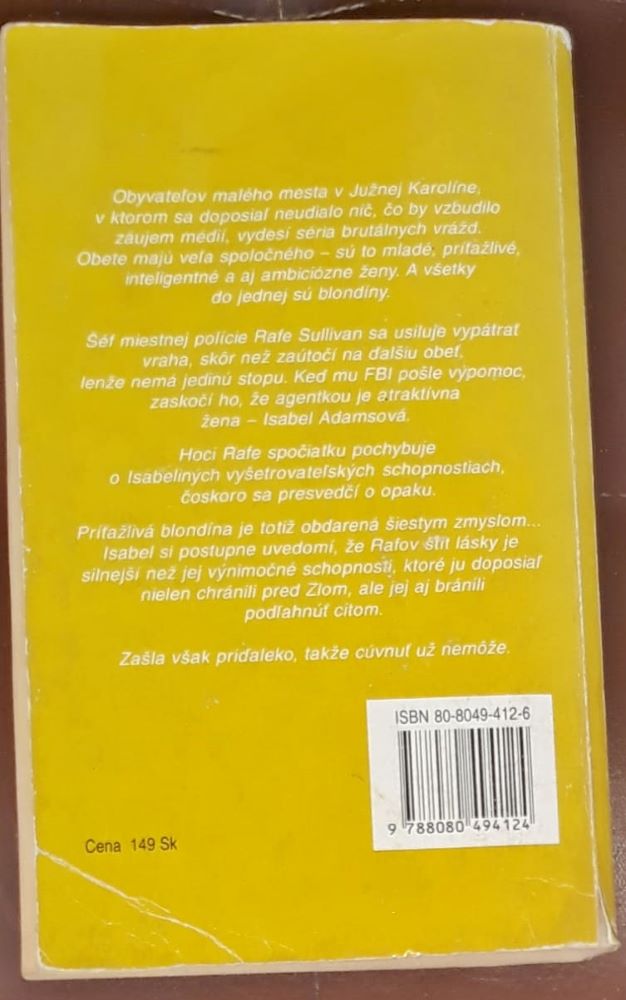 Obyvateľov malého mesta v Južnej Karolíne,
v ktorom sa doposiaľ neudialo nič, čo by vzbudilo
záujem médií, vydesí séria brutálnych vrážd.
Obete majú veľa spoločného – sú to mladé, príťažlivé,
inteligentné a aj ambiciózne ženy. A všetky
do jednej sú blondíny.
Šéf miestnej polície Rafe Sullivan sa usiluje vypátrať
vraha, skôr než zaútočí na ďalšiu obeť,
lenže nemá jedinú stopu. Keď mu FBI pošle výpomoc,
zaskočí ho, že agentkou je atraktívna
žena – Isabel Adamsová.
Hoci Rafe spočiatku pochybuje
o Isabeliných vyšetrovateľských schopnostiach,
čoskoro sa presvedčí o opaku.
Príťažlivá blondína je totiž obdarená šiestym zmyslom...
Isabel si postupne uvedomí, že Rafov štít lásky je
silnejší než jej výnimočné schopnosti, ktoré ju doposiaľ
nielen chránili pred Zlom, ale jej aj bránili
podľahnúť citom.
Zašla však priďaleko, takže cúvnuť už nemôže.
ISBN 80-8049-412-6
9 788080 494124
Cena 149 Sk